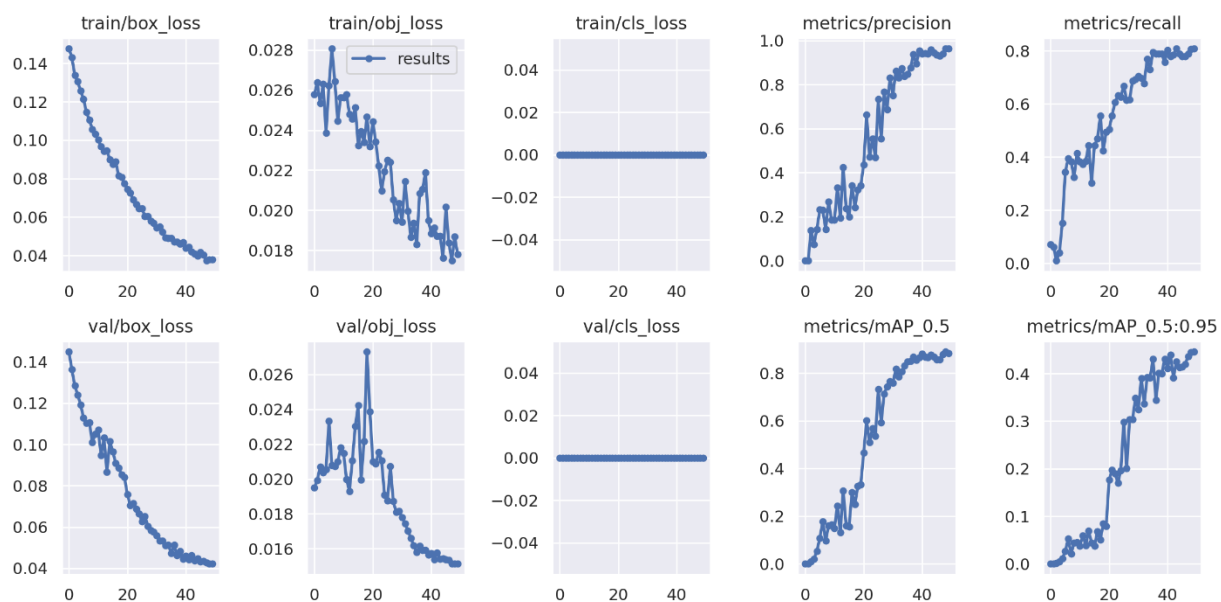 train/box_loss
0.14
0.12
0.10
0.08
0.06
0.04
0 20 40
train/obj_loss
results
0.028
0.026
0.024
0.022
0.020
0.018
0 20 40
train/cls_loss
0.04
0.02
0.00
−0.02
−0.04
0 20 40
metrics/precision
1.0
0.8
0.6
0.4
0.2
0.0
0 20 40
metrics/recall
0.8
0.6
0.4
0.2
0.0
0 20 40
val/box_loss
0.14
0.12
0.10
0.08
0.06
0.04
0 20 40
val/obj_loss
0.026
0.024
0.022
0.020
0.018
0.016
0 20 40
val/cls_loss
0.04
0.02
0.00
−0.02
−0.04
0 20 40
metrics/mAP_0.5
0.8
0.6
0.4
0.2
0.0
0 20 40
metrics/mAP_0.5:0.95
0.4
0.3
0.2
0.1
0.0
0 20 40